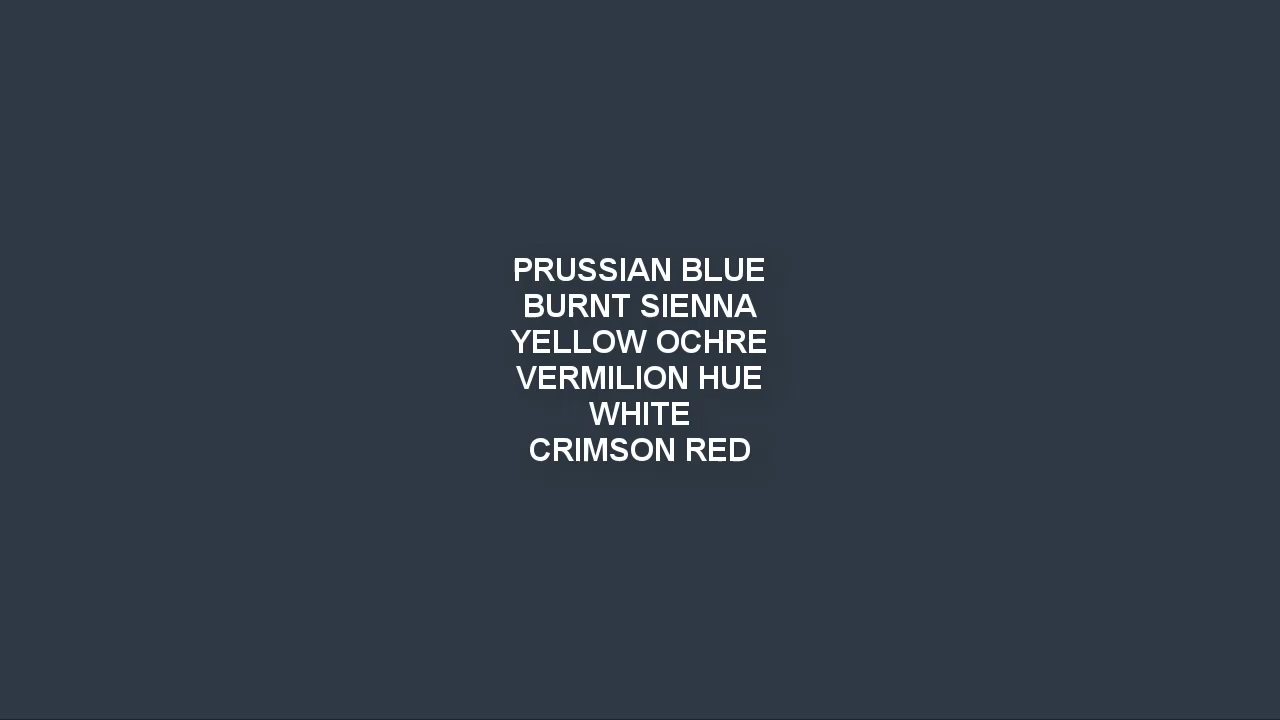 PRUSSIAN BLUE
BURNT SIENNA
YELLOW OCHRE
VERMILION HUE
WHITE
CRIMSON RED